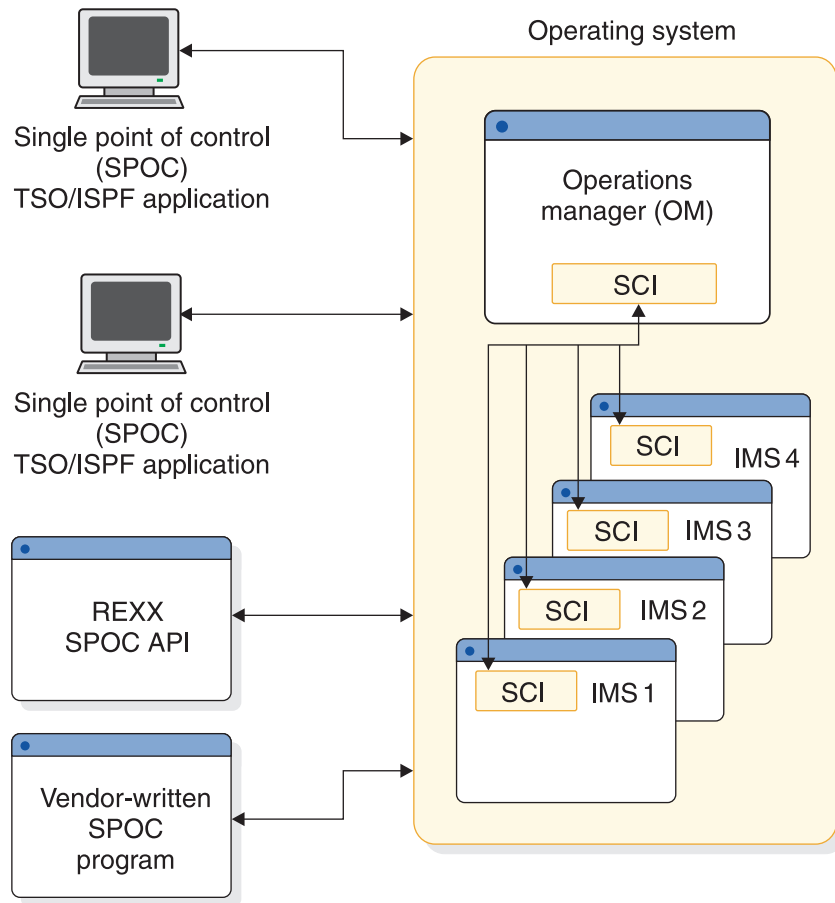 Operating system
Single point of control
(SPOC)
TSO/ISPF application
Operations
manager (OM)
SCI
Single point of control
(SPOC)
TSO/ISPF application
SCI
IMS 4
SCI
IMS 3
SCI
IMS 2
SCI
IMS 1
REXX
SPOC API
Vendor-written
SPOC
program